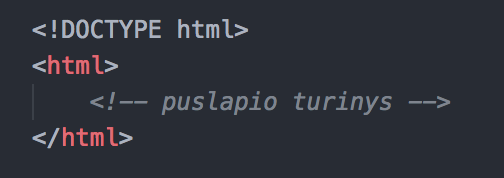 <!DOCTYPE html>
<html>
<!-- puslapio turinys -->
</html>